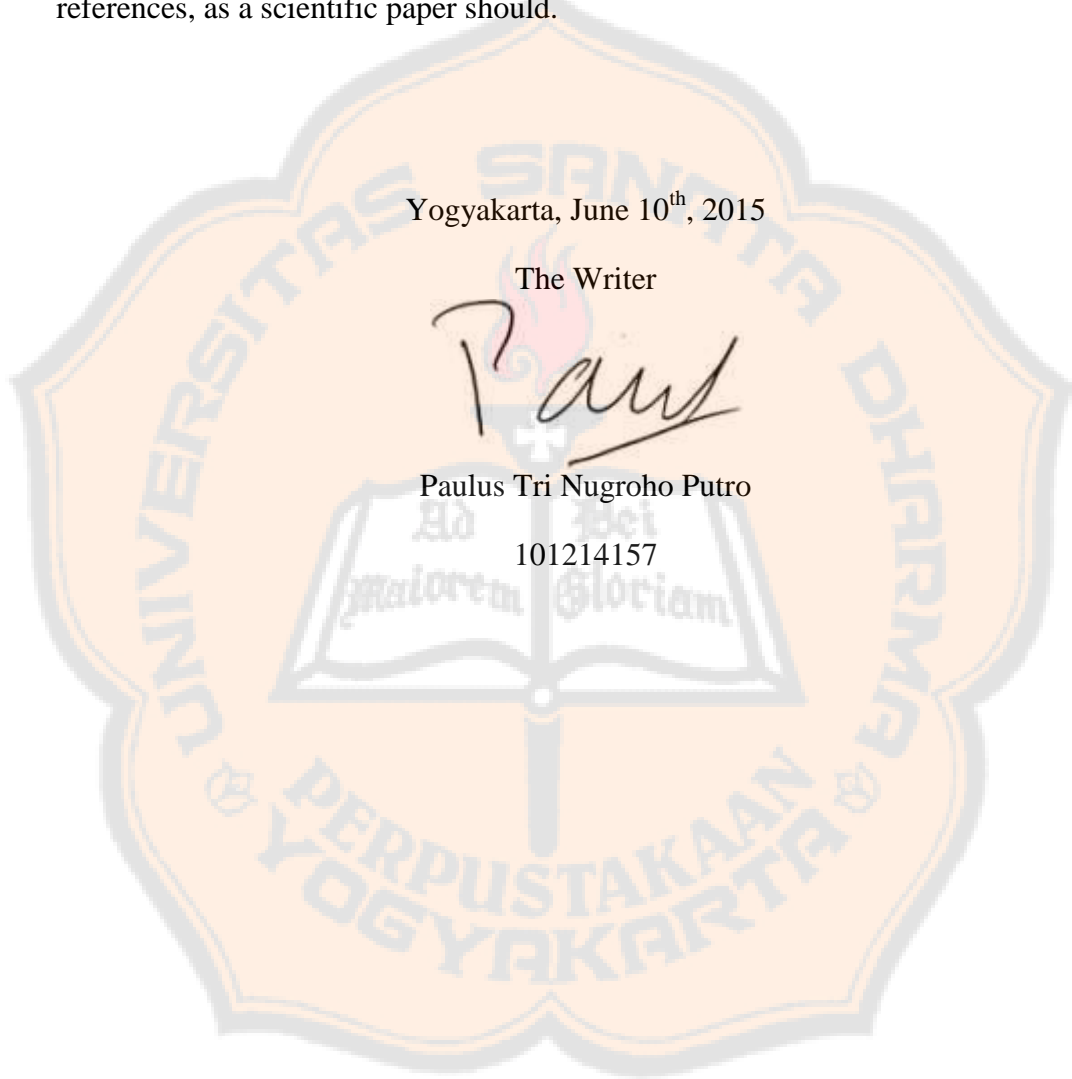 references, as a scientific paper should.
UNIVERSITAS SANATA DHARMA
Yogyakarta, June 10th, 2015
The Writer
Paul
Paulus Tri Nugroho Putro
Ad Dei
101214157
Maiorem Gloriam
PERPUSTAKAAN
YOGYAKARTA